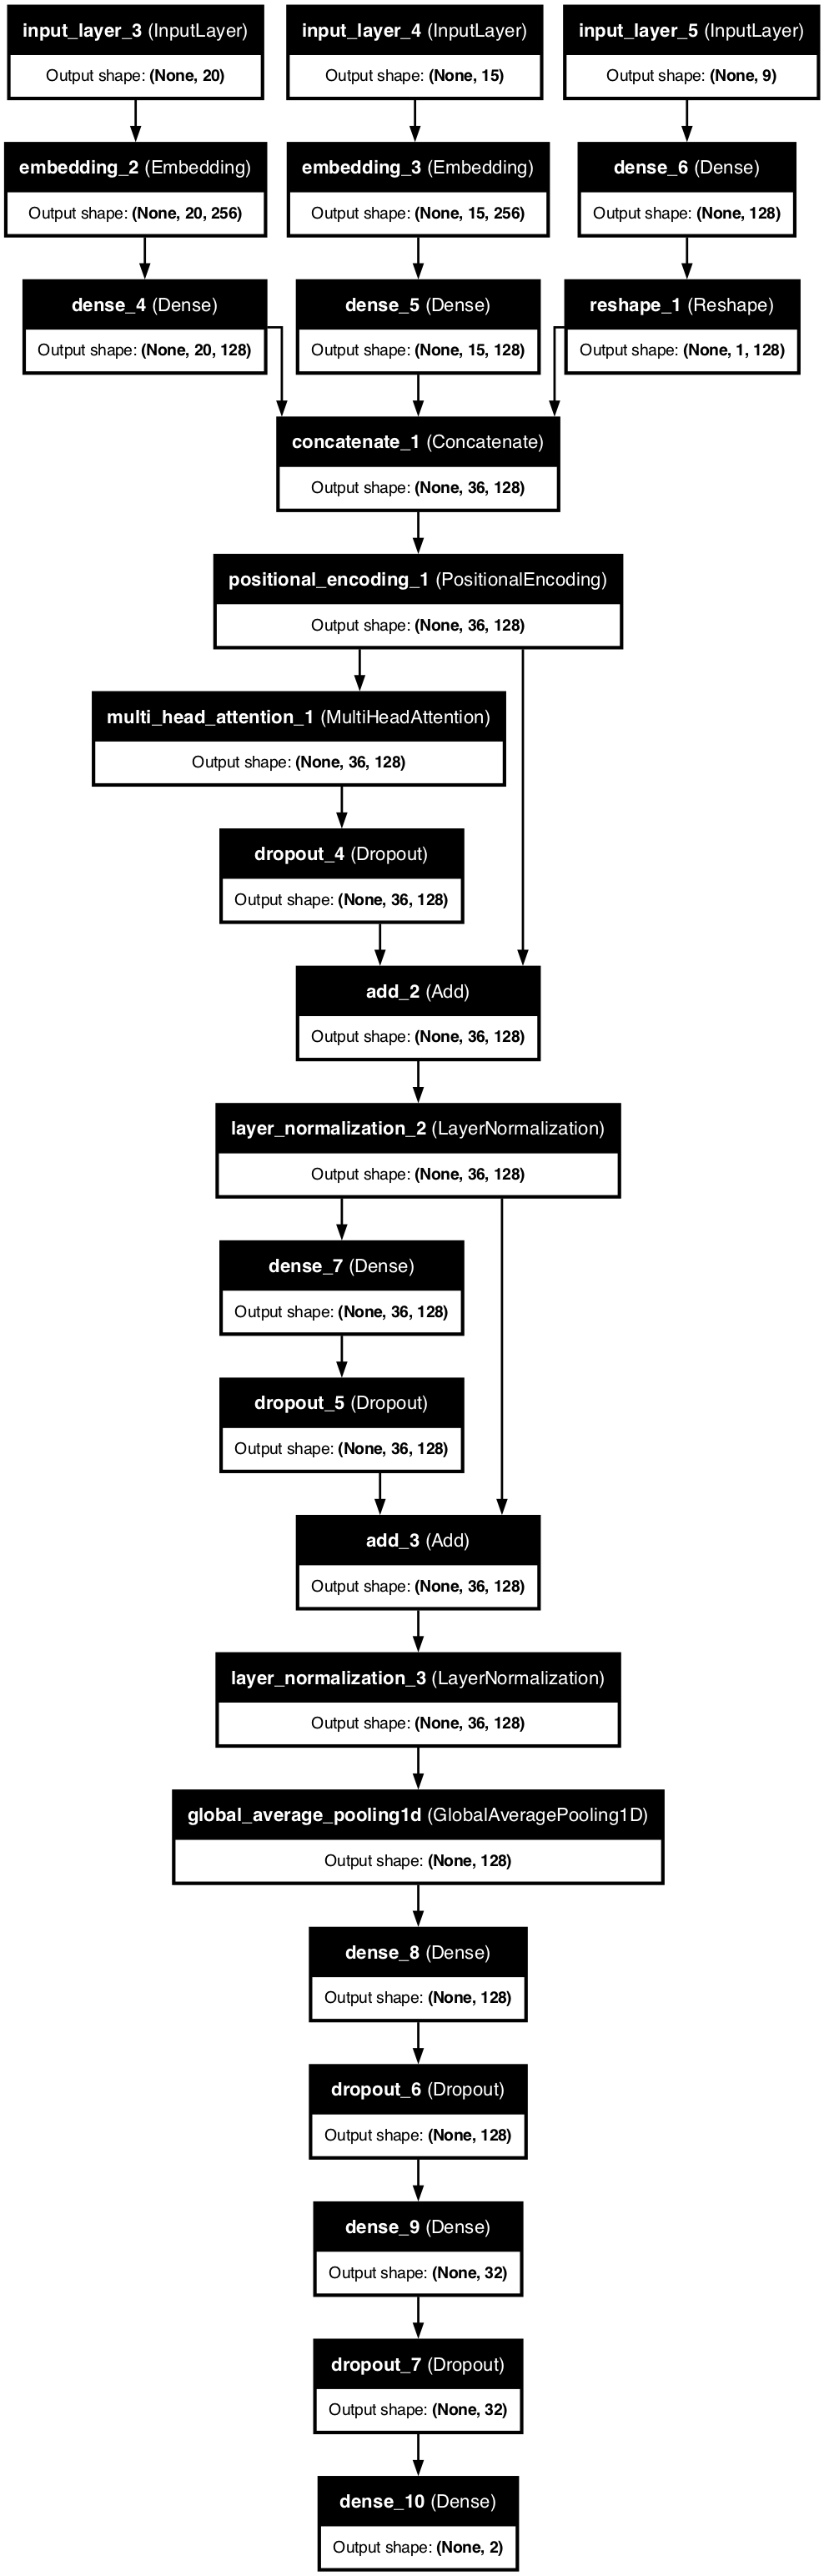 input_layer_3 (InputLayer)
Output shape: (None, 20)
input_layer_4 (InputLayer)
Output shape: (None, 15)
input_layer_5 (InputLayer)
Output shape: (None, 9)
embedding_2 (Embedding)
Output shape: (None, 20, 256)
embedding_3 (Embedding)
Output shape: (None, 15, 256)
dense_6 (Dense)
Output shape: (None, 128)
dense_4 (Dense)
Output shape: (None, 20, 128)
dense_5 (Dense)
Output shape: (None, 15, 128)
reshape_1 (Reshape)
Output shape: (None, 1, 128)
concatenate_1 (Concatenate)
Output shape: (None, 36, 128)
positional_encoding_1 (PositionalEncoding)
Output shape: (None, 36, 128)
multi_head_attention_1 (MultiHeadAttention)
Output shape: (None, 36, 128)
dropout_4 (Dropout)
Output shape: (None, 36, 128)
add_2 (Add)
Output shape: (None, 36, 128)
layer_normalization_2 (LayerNormalization)
Output shape: (None, 36, 128)
dense_7 (Dense)
Output shape: (None, 36, 128)
dropout_5 (Dropout)
Output shape: (None, 36, 128)
add_3 (Add)
Output shape: (None, 36, 128)
layer_normalization_3 (LayerNormalization)
Output shape: (None, 36, 128)
global_average_pooling1d (GlobalAveragePooling1D)
Output shape: (None, 128)
dense_8 (Dense)
Output shape: (None, 128)
dropout_6 (Dropout)
Output shape: (None, 128)
dense_9 (Dense)
Output shape: (None, 32)
dropout_7 (Dropout)
Output shape: (None, 32)
dense_10 (Dense)
Output shape: (None, 2)